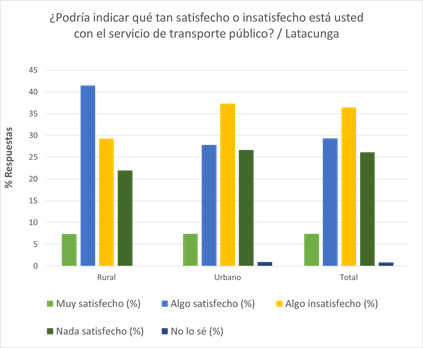 ¿Podría indicar qué tan satisfecho o insatisfecho está usted
con el servicio de transporte público? / Latacunga
% Respuestas
45
40
35
30
25
20
15
10
5
0
Rural
Urbano
Total
Muy satisfecho (%)
Algo satisfecho (%)
Algo insatisfecho (%)
Nada satisfecho (%)
No lo sé (%)